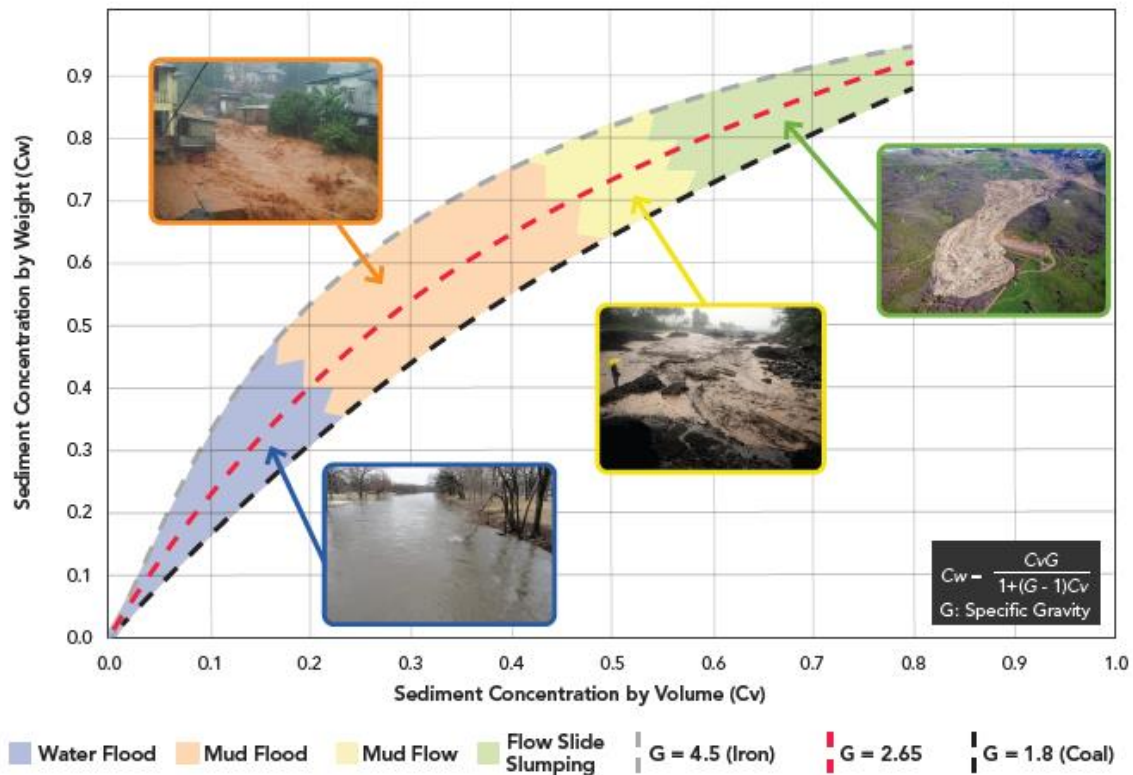 Sediment Concentration by Weight (Cw)
0.9
0.8
0.7
0.6
0.5
0.4
0.3
0.2
0.1
0.0
0.0 0.1 0.2 0.3 0.4 0.5 0.6 0.7 0.8 0.9 1.0
Sediment Concentration by Volume (Cv)
Cw = CvG / 1+(G - 1)Cv
G: Specific Gravity
Water Flood Mud Flood Mud Flow Flow Slide Slumping G = 4.5 (Iron) G = 2.65 G = 1.8 (Coal)